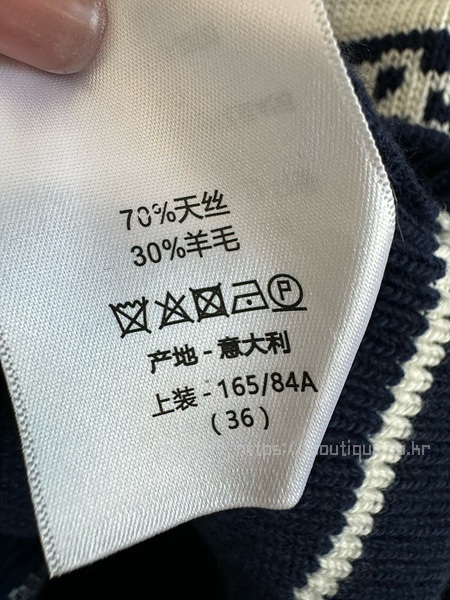 70%天丝
30%羊毛
P
产地 - 意大利
上装 - 165/84A
(36)